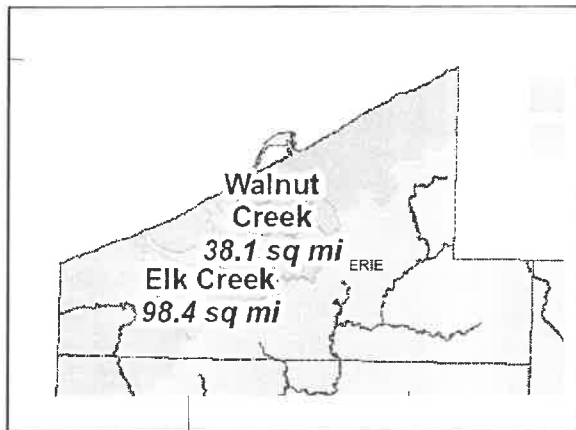 Walnut
Creek
38.1 sq mi
ERIE
Elk Creek
98.4 sq mi